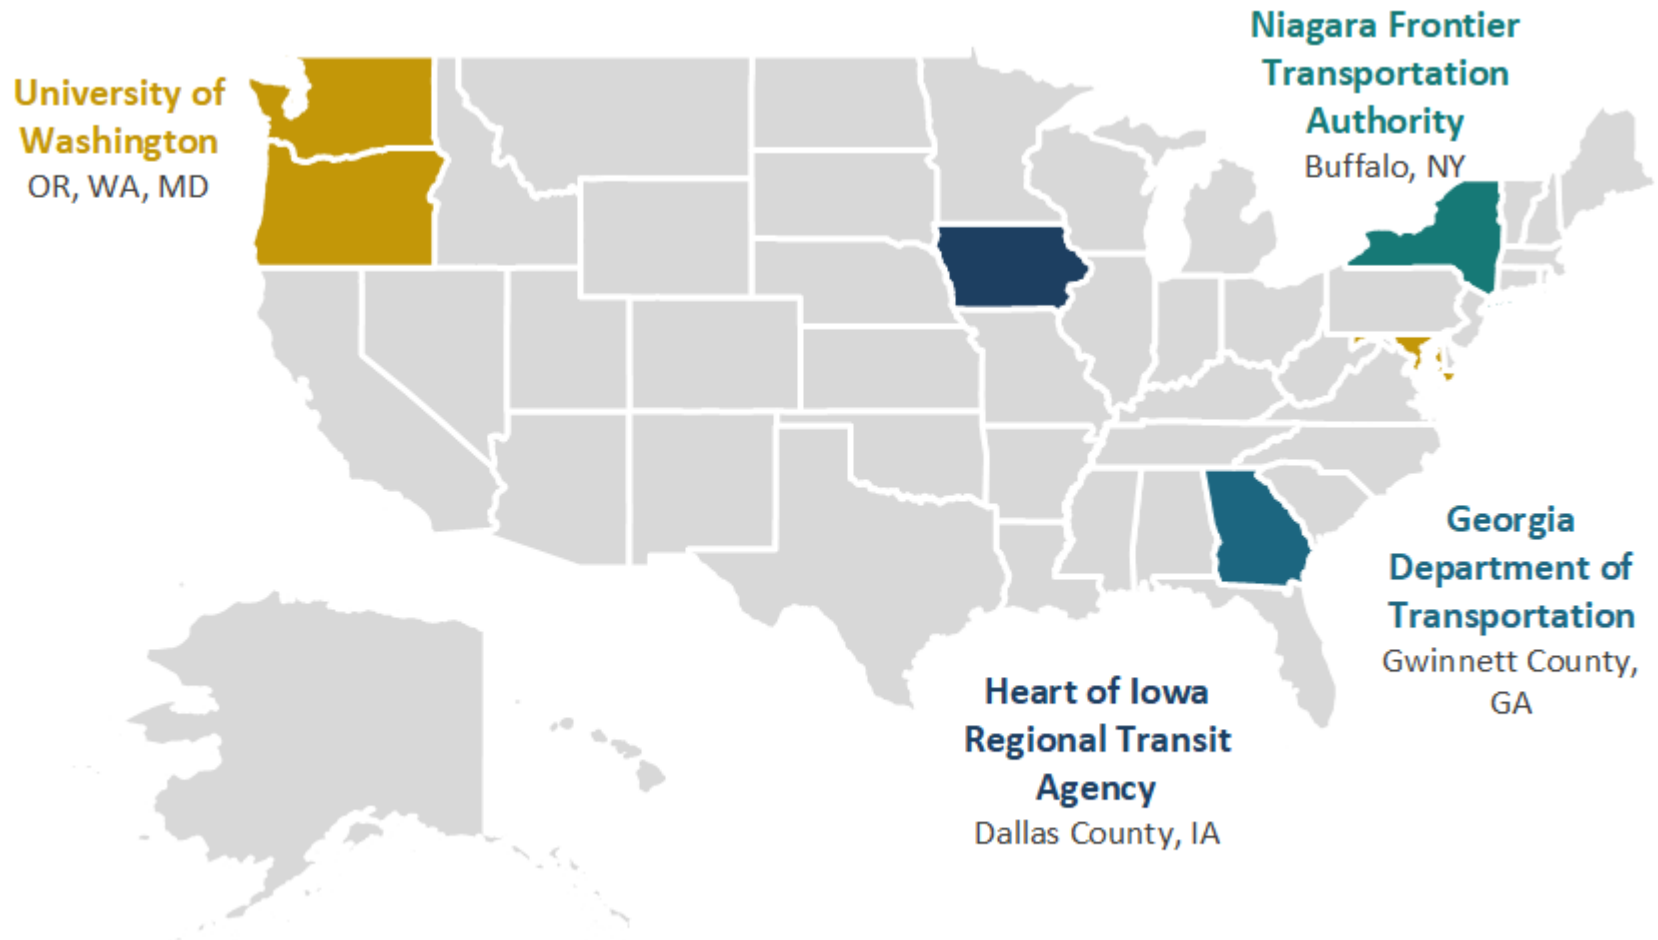 University of
Washington
OR, WA, MD
Niagara Frontier
Transportation
Authority
Buffalo, NY
Georgia
Department of
Transportation
Gwinnett County,
GA
Heart of Iowa
Regional Transit
Agency
Dallas County, IA